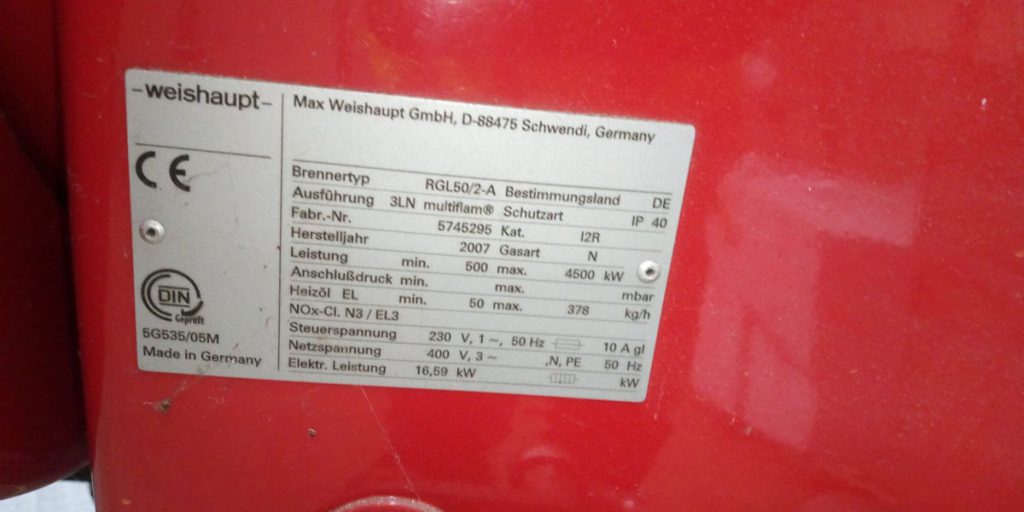 -weishaupt-
Max Weishaupt GmbH, D-88475 Schwendi, Germany
CE
Brennertyp RGL50/2-A Bestimmungsland DE
Ausführung 3LN multiflam® Schutzart IP 40
Fabr.-Nr. 5745295 Kat. I2R
Herstelljahr 2007 Gasart N
Leistung min. 500 max. 4500 kW
Anschlußdruck min. max. mbar
Heizöl EL min. 50 max. 378 kg/h
NOx-Cl. N3 / EL3
Steuerspannung 230 V, 1 ~, 50 Hz 10 A gl
Netzspannung 400 V, 3 ~ ,N, PE 50 Hz
Elektr. Leistung 16,59 kW kW
DIN
Geprüft
5G535/05M
Made in Germany